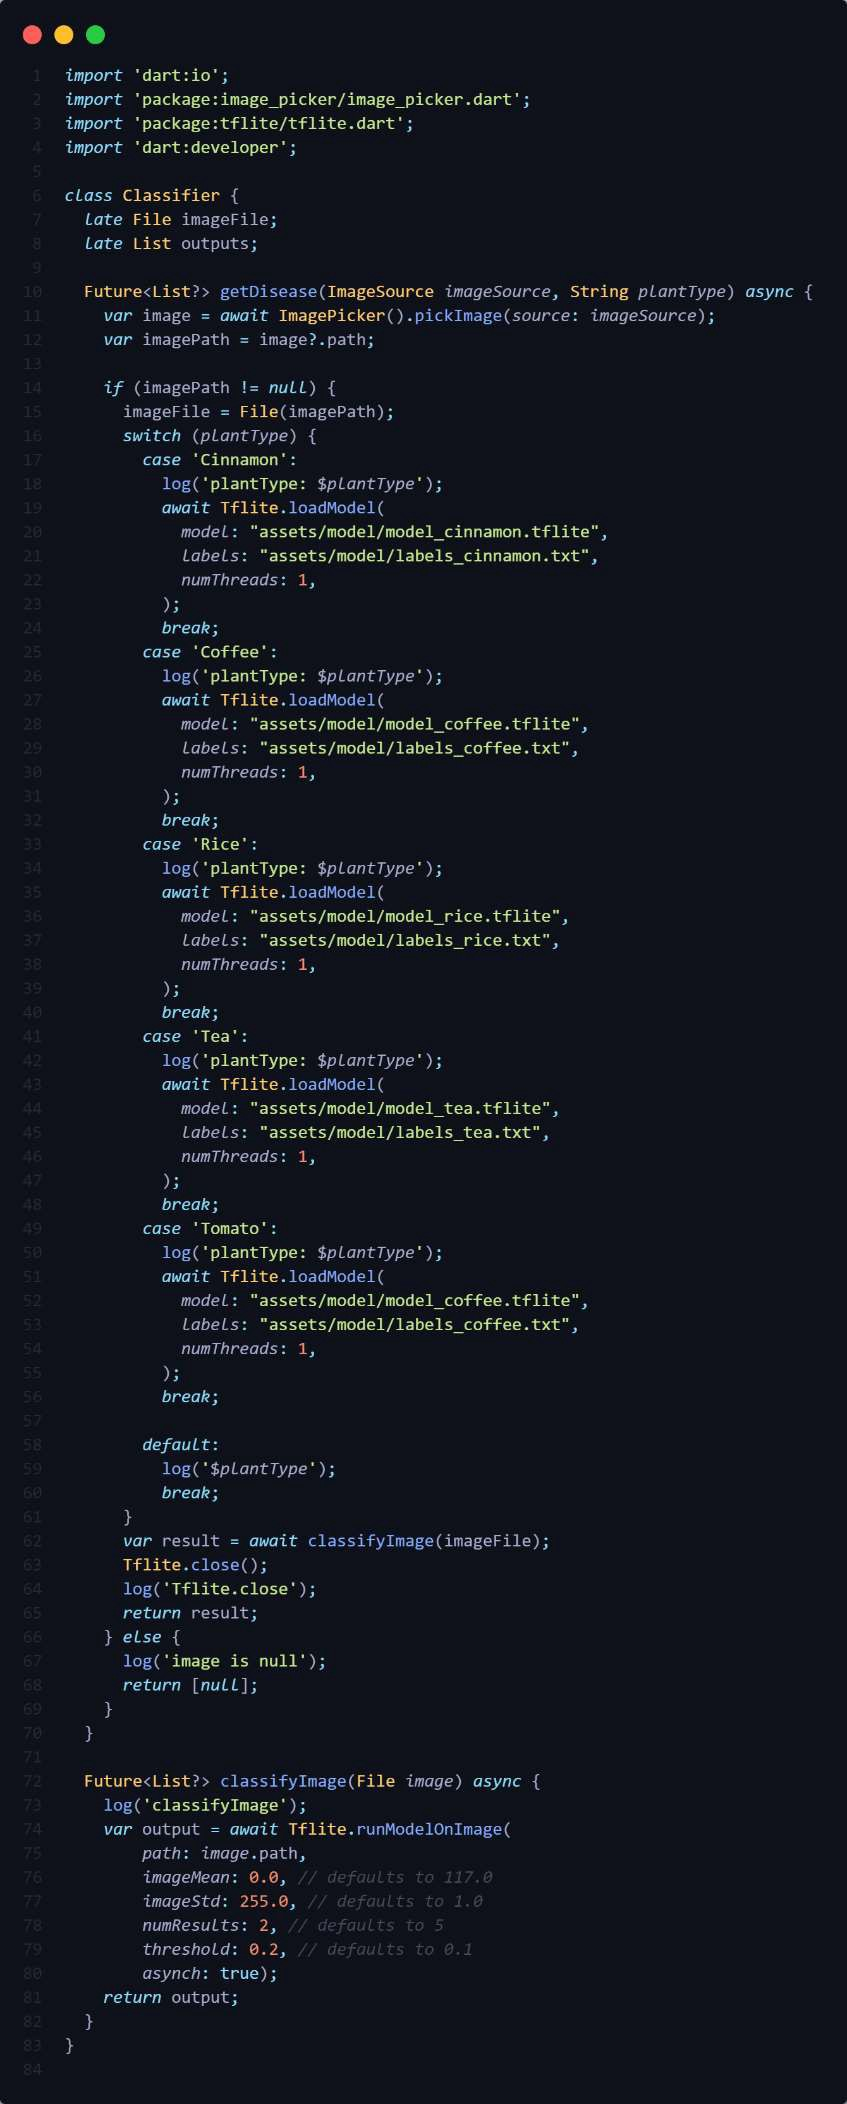 1 import 'dart:io';
2 import 'package:image_picker/image_picker.dart';
3 import 'package:tflite/tflite.dart';
4 import 'dart:developer';
5
6 class Classifier {
7   late File imageFile;
8   late List outputs;
9
10   Future<List?> getDisease(ImageSource imageSource, String plantType) async {
11     var image = await ImagePicker().pickImage(source: imageSource);
12     var imagePath = image?.path;
13
14     if (imagePath != null) {
15       imageFile = File(imagePath);
16       switch (plantType) {
17         case 'Cinnamon':
18           log('plantType: $plantType');
19           await Tflite.loadModel(
20             model: "assets/model/model_cinnamon.tflite",
21             labels: "assets/model/labels_cinnamon.txt",
22             numThreads: 1,
23           );
24           break;
25         case 'Coffee':
26           log('plantType: $plantType');
27           await Tflite.loadModel(
28             model: "assets/model/model_coffee.tflite",
29             labels: "assets/model/labels_coffee.txt",
30             numThreads: 1,
31           );
32           break;
33         case 'Rice':
34           log('plantType: $plantType');
35           await Tflite.loadModel(
36             model: "assets/model/model_rice.tflite",
37             labels: "assets/model/labels_rice.txt",
38             numThreads: 1,
39           );
40           break;
41         case 'Tea':
42           log('plantType: $plantType');
43           await Tflite.loadModel(
44             model: "assets/model/model_tea.tflite",
45             labels: "assets/model/labels_tea.txt",
46             numThreads: 1,
47           );
48           break;
49         case 'Tomato':
50           log('plantType: $plantType');
51           await Tflite.loadModel(
52             model: "assets/model/model_coffee.tflite",
53             labels: "assets/model/labels_coffee.txt",
54             numThreads: 1,
55           );
56           break;
57
58         default:
59           log('$plantType');
60           break;
61       }
62       var result = await classifyImage(imageFile);
63       Tflite.close();
64       log('Tflite.close');
65       return result;
66     } else {
67       log('image is null');
68       return [null];
69     }
70   }
71
72   Future<List?> classifyImage(File image) async {
73     log('classifyImage');
74     var output = await Tflite.runModelOnImage(
75         path: image.path,
76         imageMean: 0.0, // defaults to 117.0
77         imageStd: 255.0, // defaults to 1.0
78         numResults: 2, // defaults to 5
79         threshold: 0.2, // defaults to 0.1
80         asynch: true);
81     return output;
82   }
83 }
84